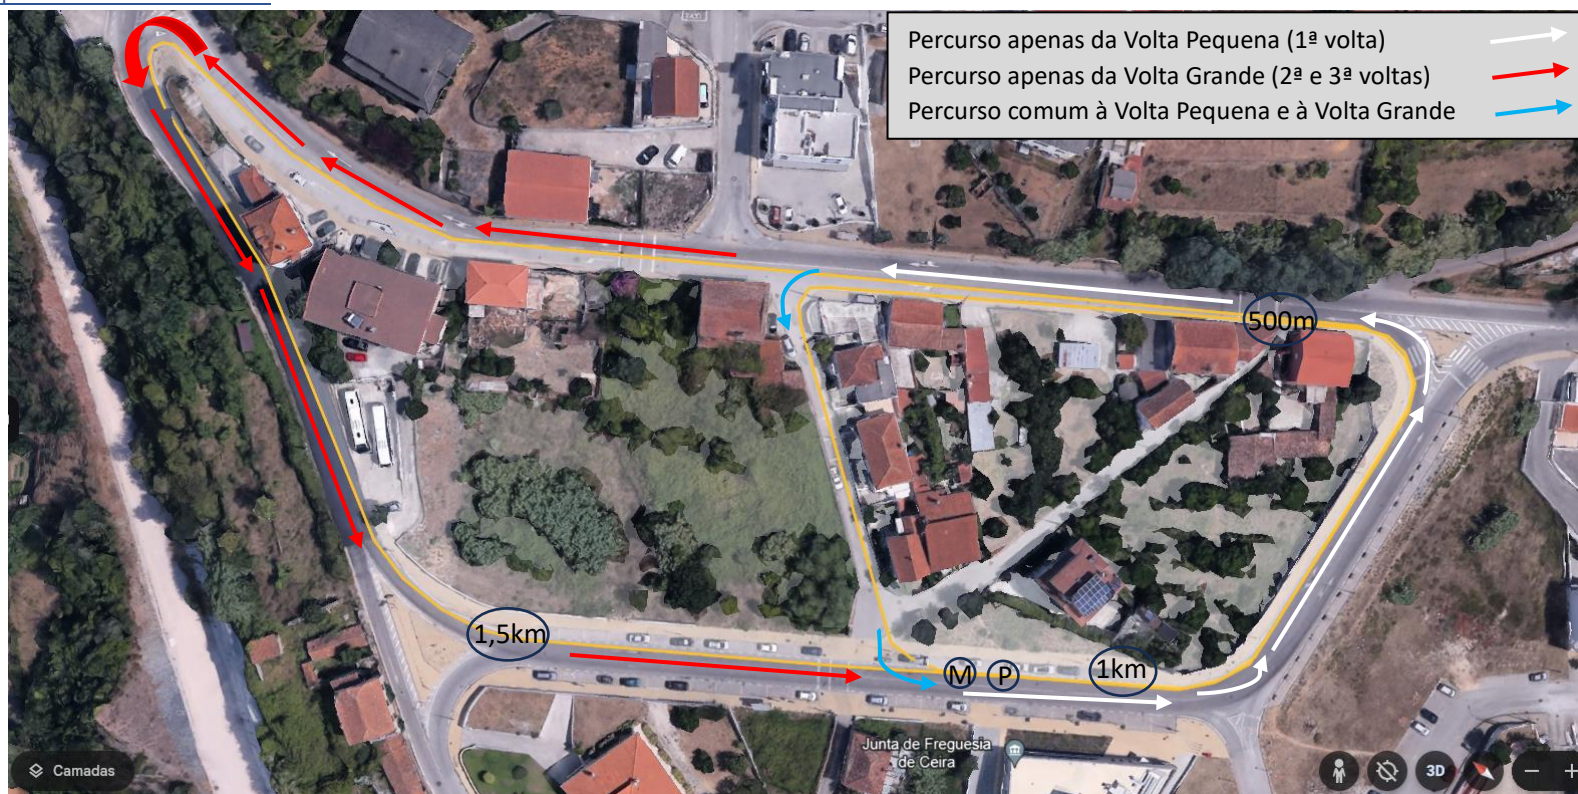 Percurso apenas da Volta Pequena (1ª volta)
Percurso apenas da Volta Grande (2ª e 3ª voltas)
Percurso comum à Volta Pequena e à Volta Grande
500m
1,5km
M
P
1km
Junta de Freguesia
de Ceira
Camadas
3D